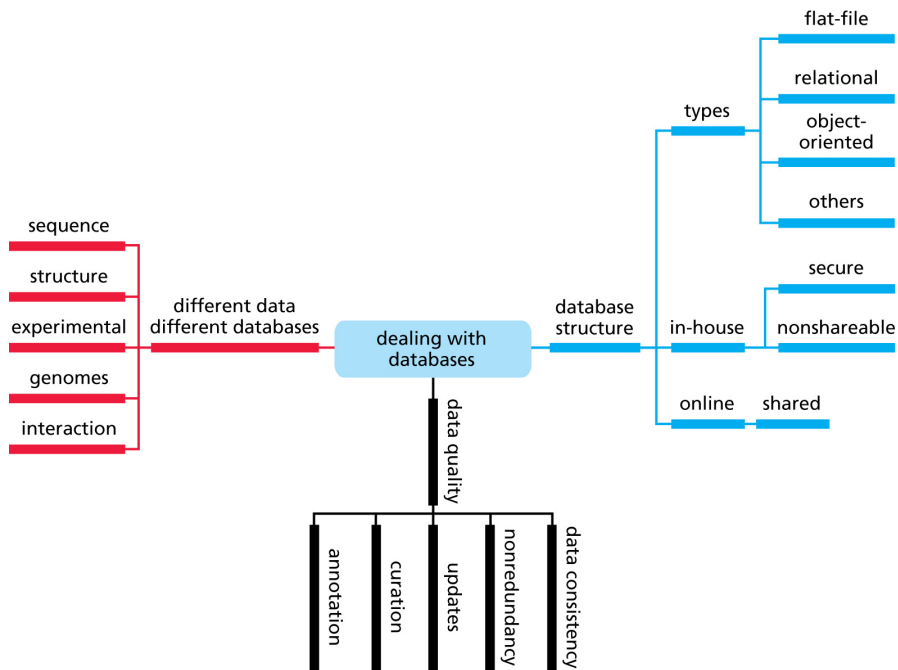 flat-file
relational
types
object-
oriented
others
sequence
structure
experimental
genomes
interaction
different data
different databases
dealing with
databases
database
structure
in-house
secure
nonshareable
online
shared
data quality
annotation
curation
updates
nonredundancy
data consistency